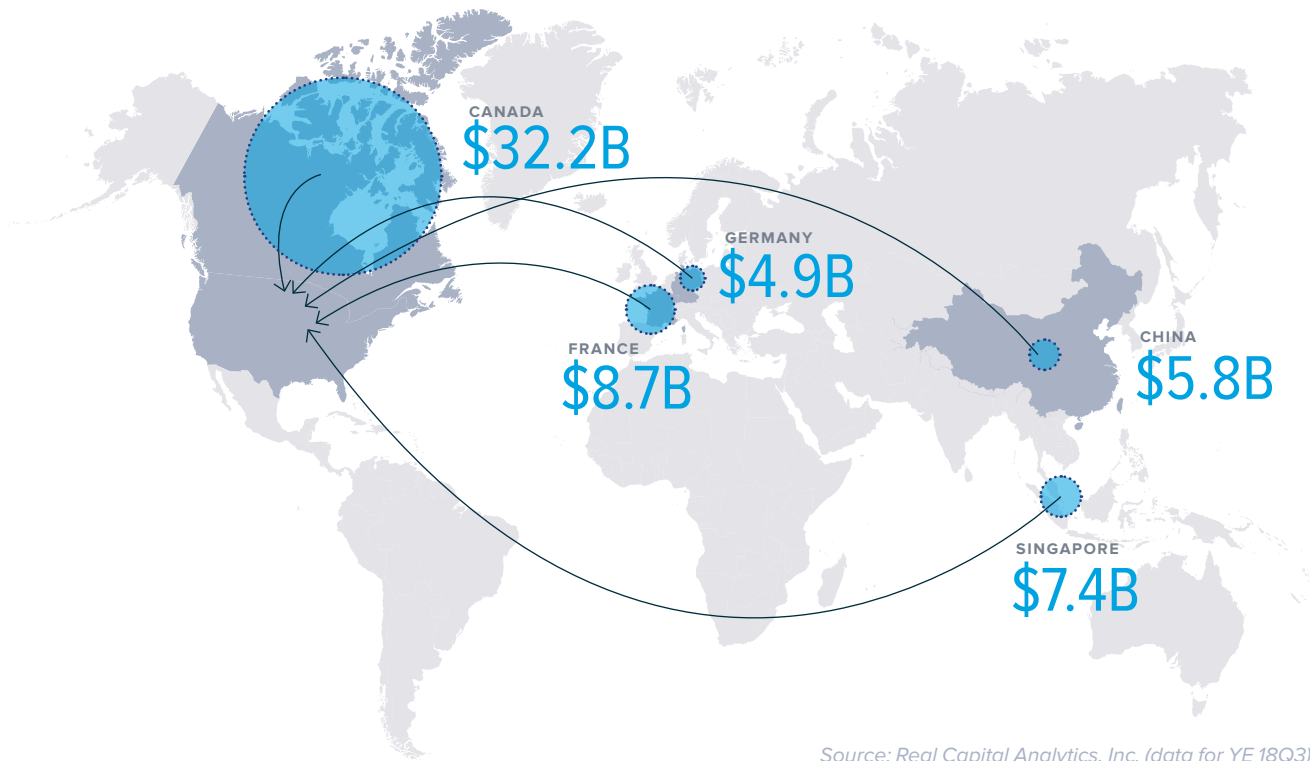 CANADA
$32.2B
GERMANY
$4.9B
FRANCE
$8.7B
CHINA
$5.8B
SINGAPORE
$7.4B
Source: Real Capital Analytics, Inc. (data for YE 18Q3)